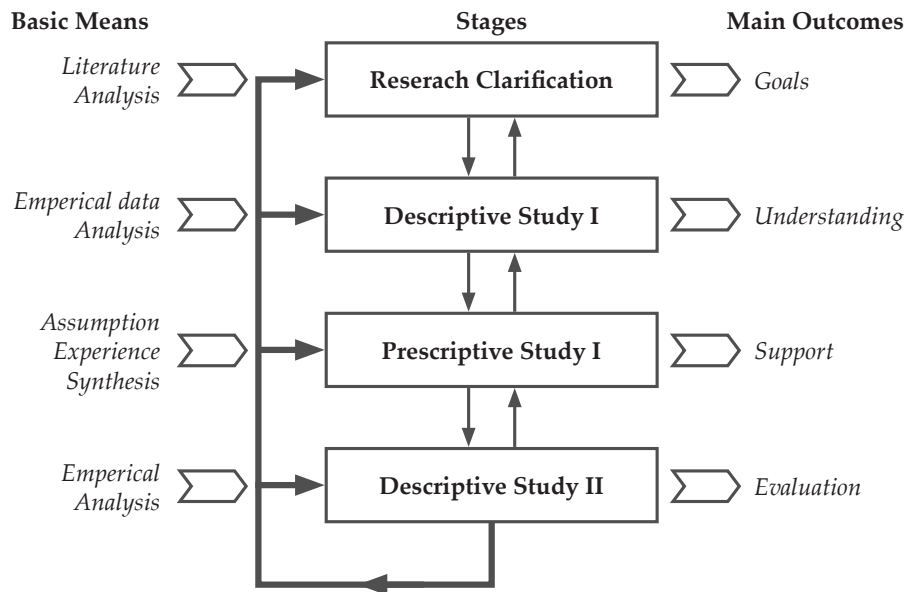 Basic Means
Stages
Main Outcomes
Literature
Analysis
Reserach Clarification
Goals
Emperical data
Analysis
Descriptive Study I
Understanding
Assumption
Experience
Synthesis
Prescriptive Study I
Support
Emperical
Analysis
Descriptive Study II
Evaluation